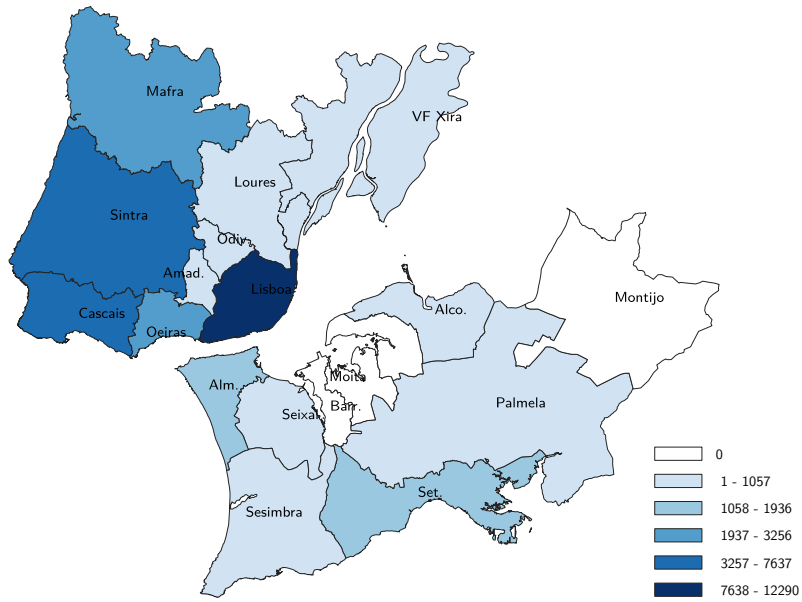 Mafra
VF Xira
Loures
Sintra
Odiv.
Amad.
Lisboa
Montijo
Cascais
Alco.
Oeiras
Moita
Alm.
Palmela
Barr.
Seixal
0
1 - 1057
Set.
1058 - 1936
Sesimbra
1937 - 3256
3257 - 7637
7638 - 12290